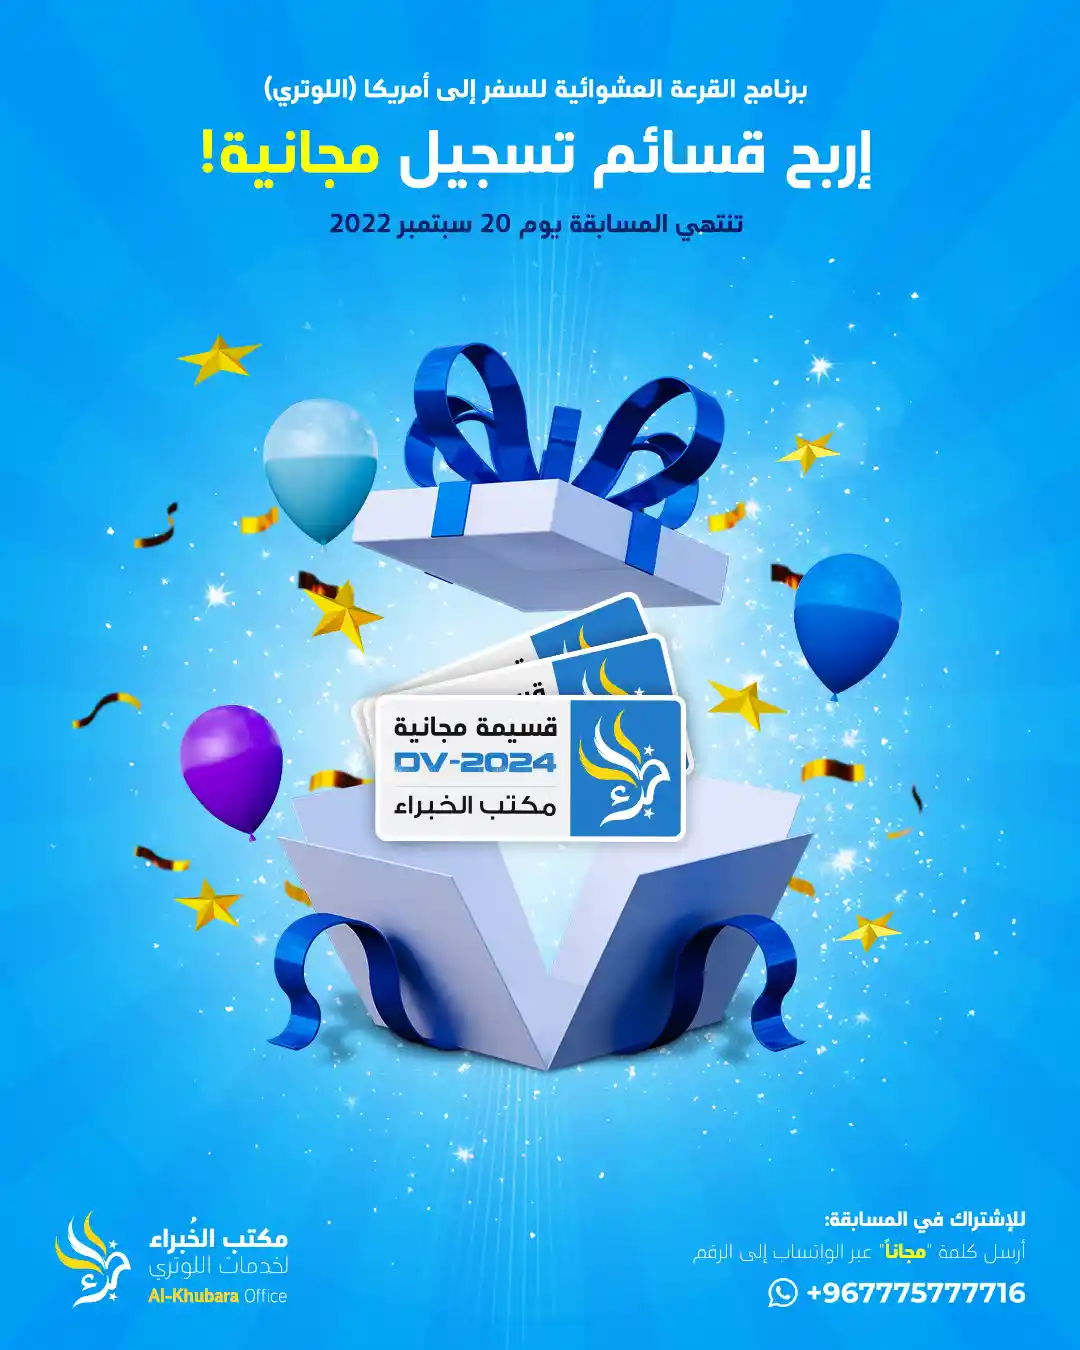 برنامج القرعة العشوائية للسفر إلى أمريكا (اللوتري)
إربح قسائم تسجيل مجانية!
تنتهي المسابقة يوم 20 سبتمبر 2022
قسيمة مجانية
DV-2024
مكتب الخبراء
للإشتراك في المسابقة:
أرسل كلمة "مجاناً" عبر الواتساب إلى الرقم
+967775777716
مكتب الخُبراء
لخدمات اللوتري
Al-Khubara Office